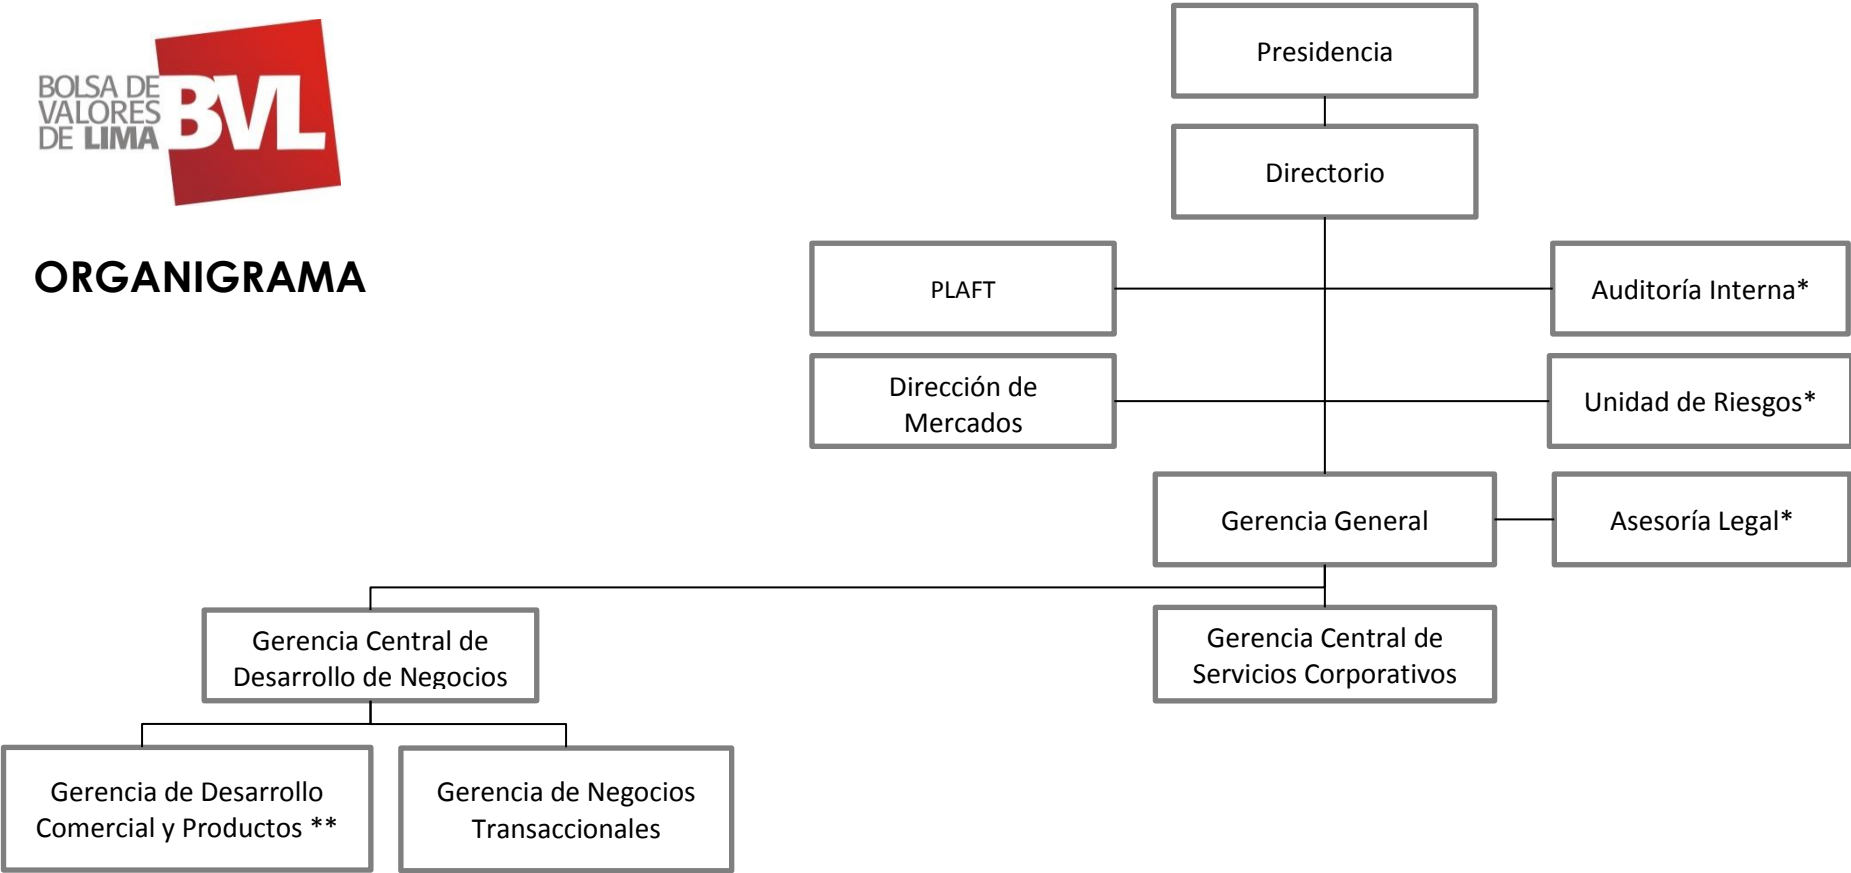 BOLSA DE
VALORES
DE LIMA
BVL
ORGANIGRAMA
Presidencia
Directorio
PLAFT
Auditoría Interna*
Dirección de
Mercados
Unidad de Riesgos*
Gerencia General
Asesoría Legal*
Gerencia Central de
Desarrollo de Negocios
Gerencia Central de
Servicios Corporativos
Gerencia de Desarrollo
Comercial y Productos **
Gerencia de Negocios
Transaccionales